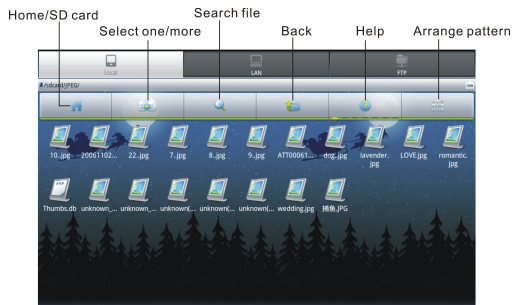 Home/SD card
Search file
Select one/more
Back
Help
Arrange pattern
Local
LAN
FTP
/sdcard/JPEG/
10..jpg
20061102...
22..jpg
7..jpg
8..jpg
9..jpg
ATT00061...
dog..jpg
lavender.
jpg
LOVE.jpg
romantic.
jpg
???
Thumbs.db
unknown_...
unknown_...
unknown(...
unknown(...
unknown(...
wedding.jpg
捕鱼.JPG